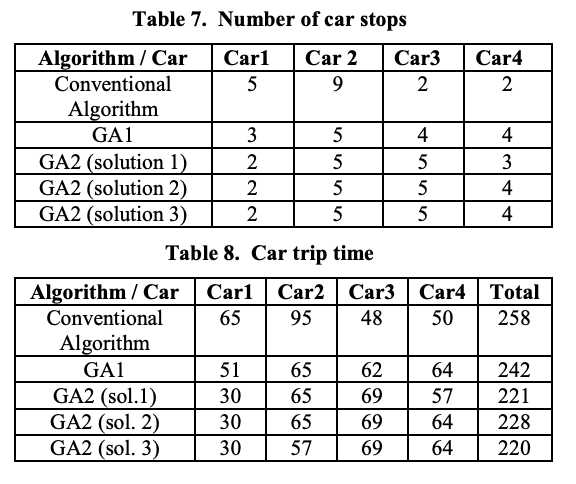 Table 7. Number of car stops
Algorithm / Car Car1 Car 2 Car3 Car4
Conventional 5 9 2 2
Algorithm
GA1 3 5 4 4
GA2 (solution 1) 2 5 5 3
GA2 (solution 2) 2 5 5 4
GA2 (solution 3) 2 5 5 4
Table 8. Car trip time
Algorithm / Car Car1 Car2 Car3 Car4 Total
Conventional 65 95 48 50 258
Algorithm
GA1 51 65 62 64 242
GA2 (sol.1) 30 65 69 57 221
GA2 (sol. 2) 30 65 69 64 228
GA2 (sol. 3) 30 57 69 64 220